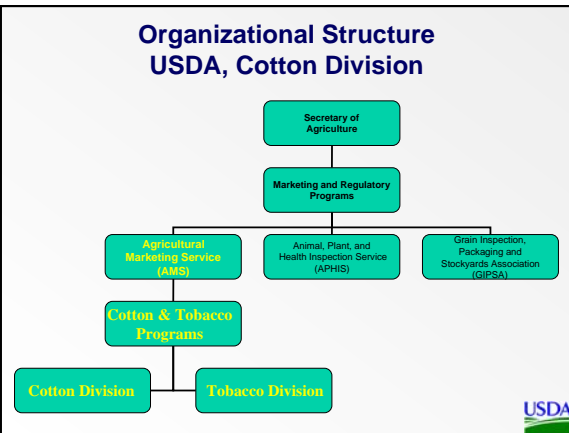 Organizational Structure
USDA, Cotton Division
Secretary of
Agriculture
Marketing and Regulatory
Programs
Agricultural
Marketing Service
(AMS)
Animal, Plant, and
Health Inspection Service
(APHIS)
Grain Inspection,
Packaging and
Stockyards Association
(GIPSA)
Cotton & Tobacco
Programs
Cotton Division
Tobacco Division
USDA